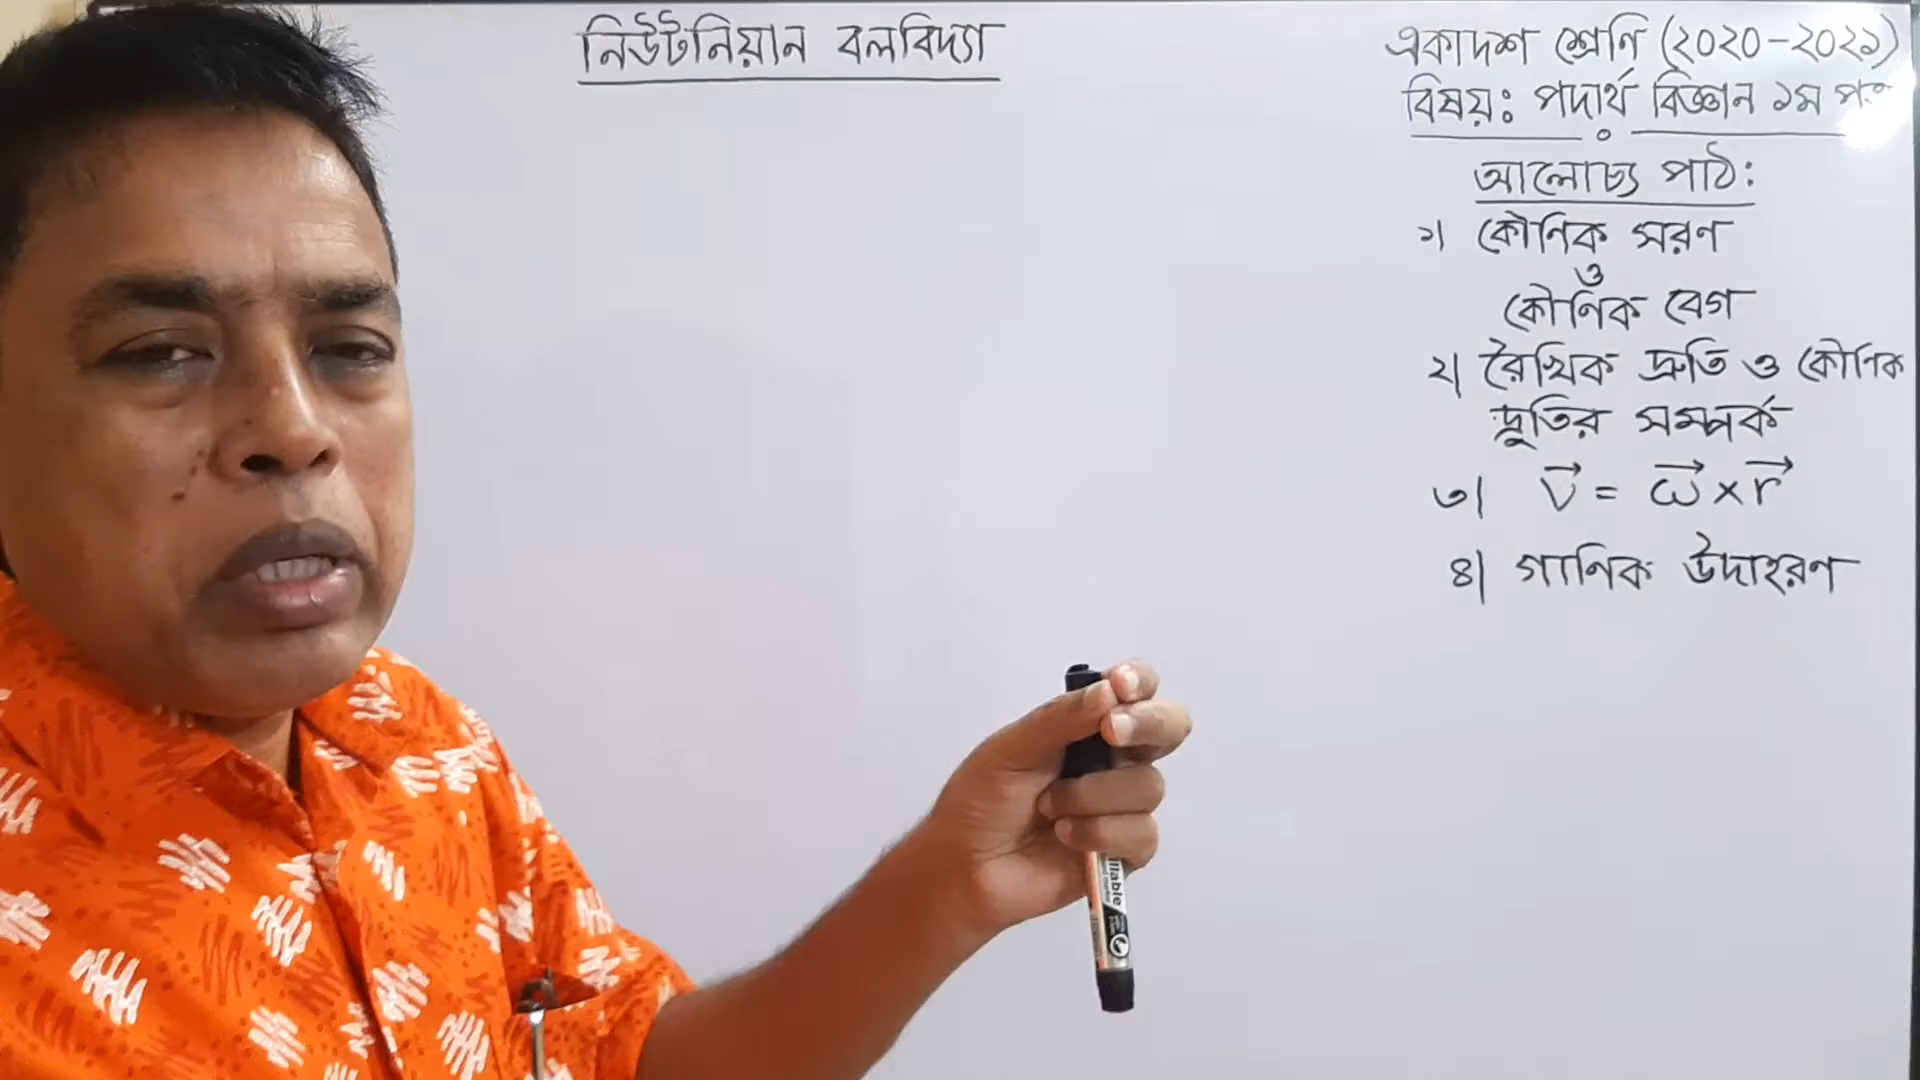 নিউটনিয়ান বলবিদ্যা
একাদশ শ্রেণি (২০২০-২০২১)
বিষয়ঃ পদার্থ বিজ্ঞান ১ম পত্র
আলোচ্য পাঠ:
১। কৌণিক সরণ
ও
কৌণিক বেগ
২। রৈখিক দ্রুতি ও কৌণিক
দ্রুতির সম্পর্ক
৩। v⃗ = ω⃗ × r⃗
৪। গাণিক উদাহরণ